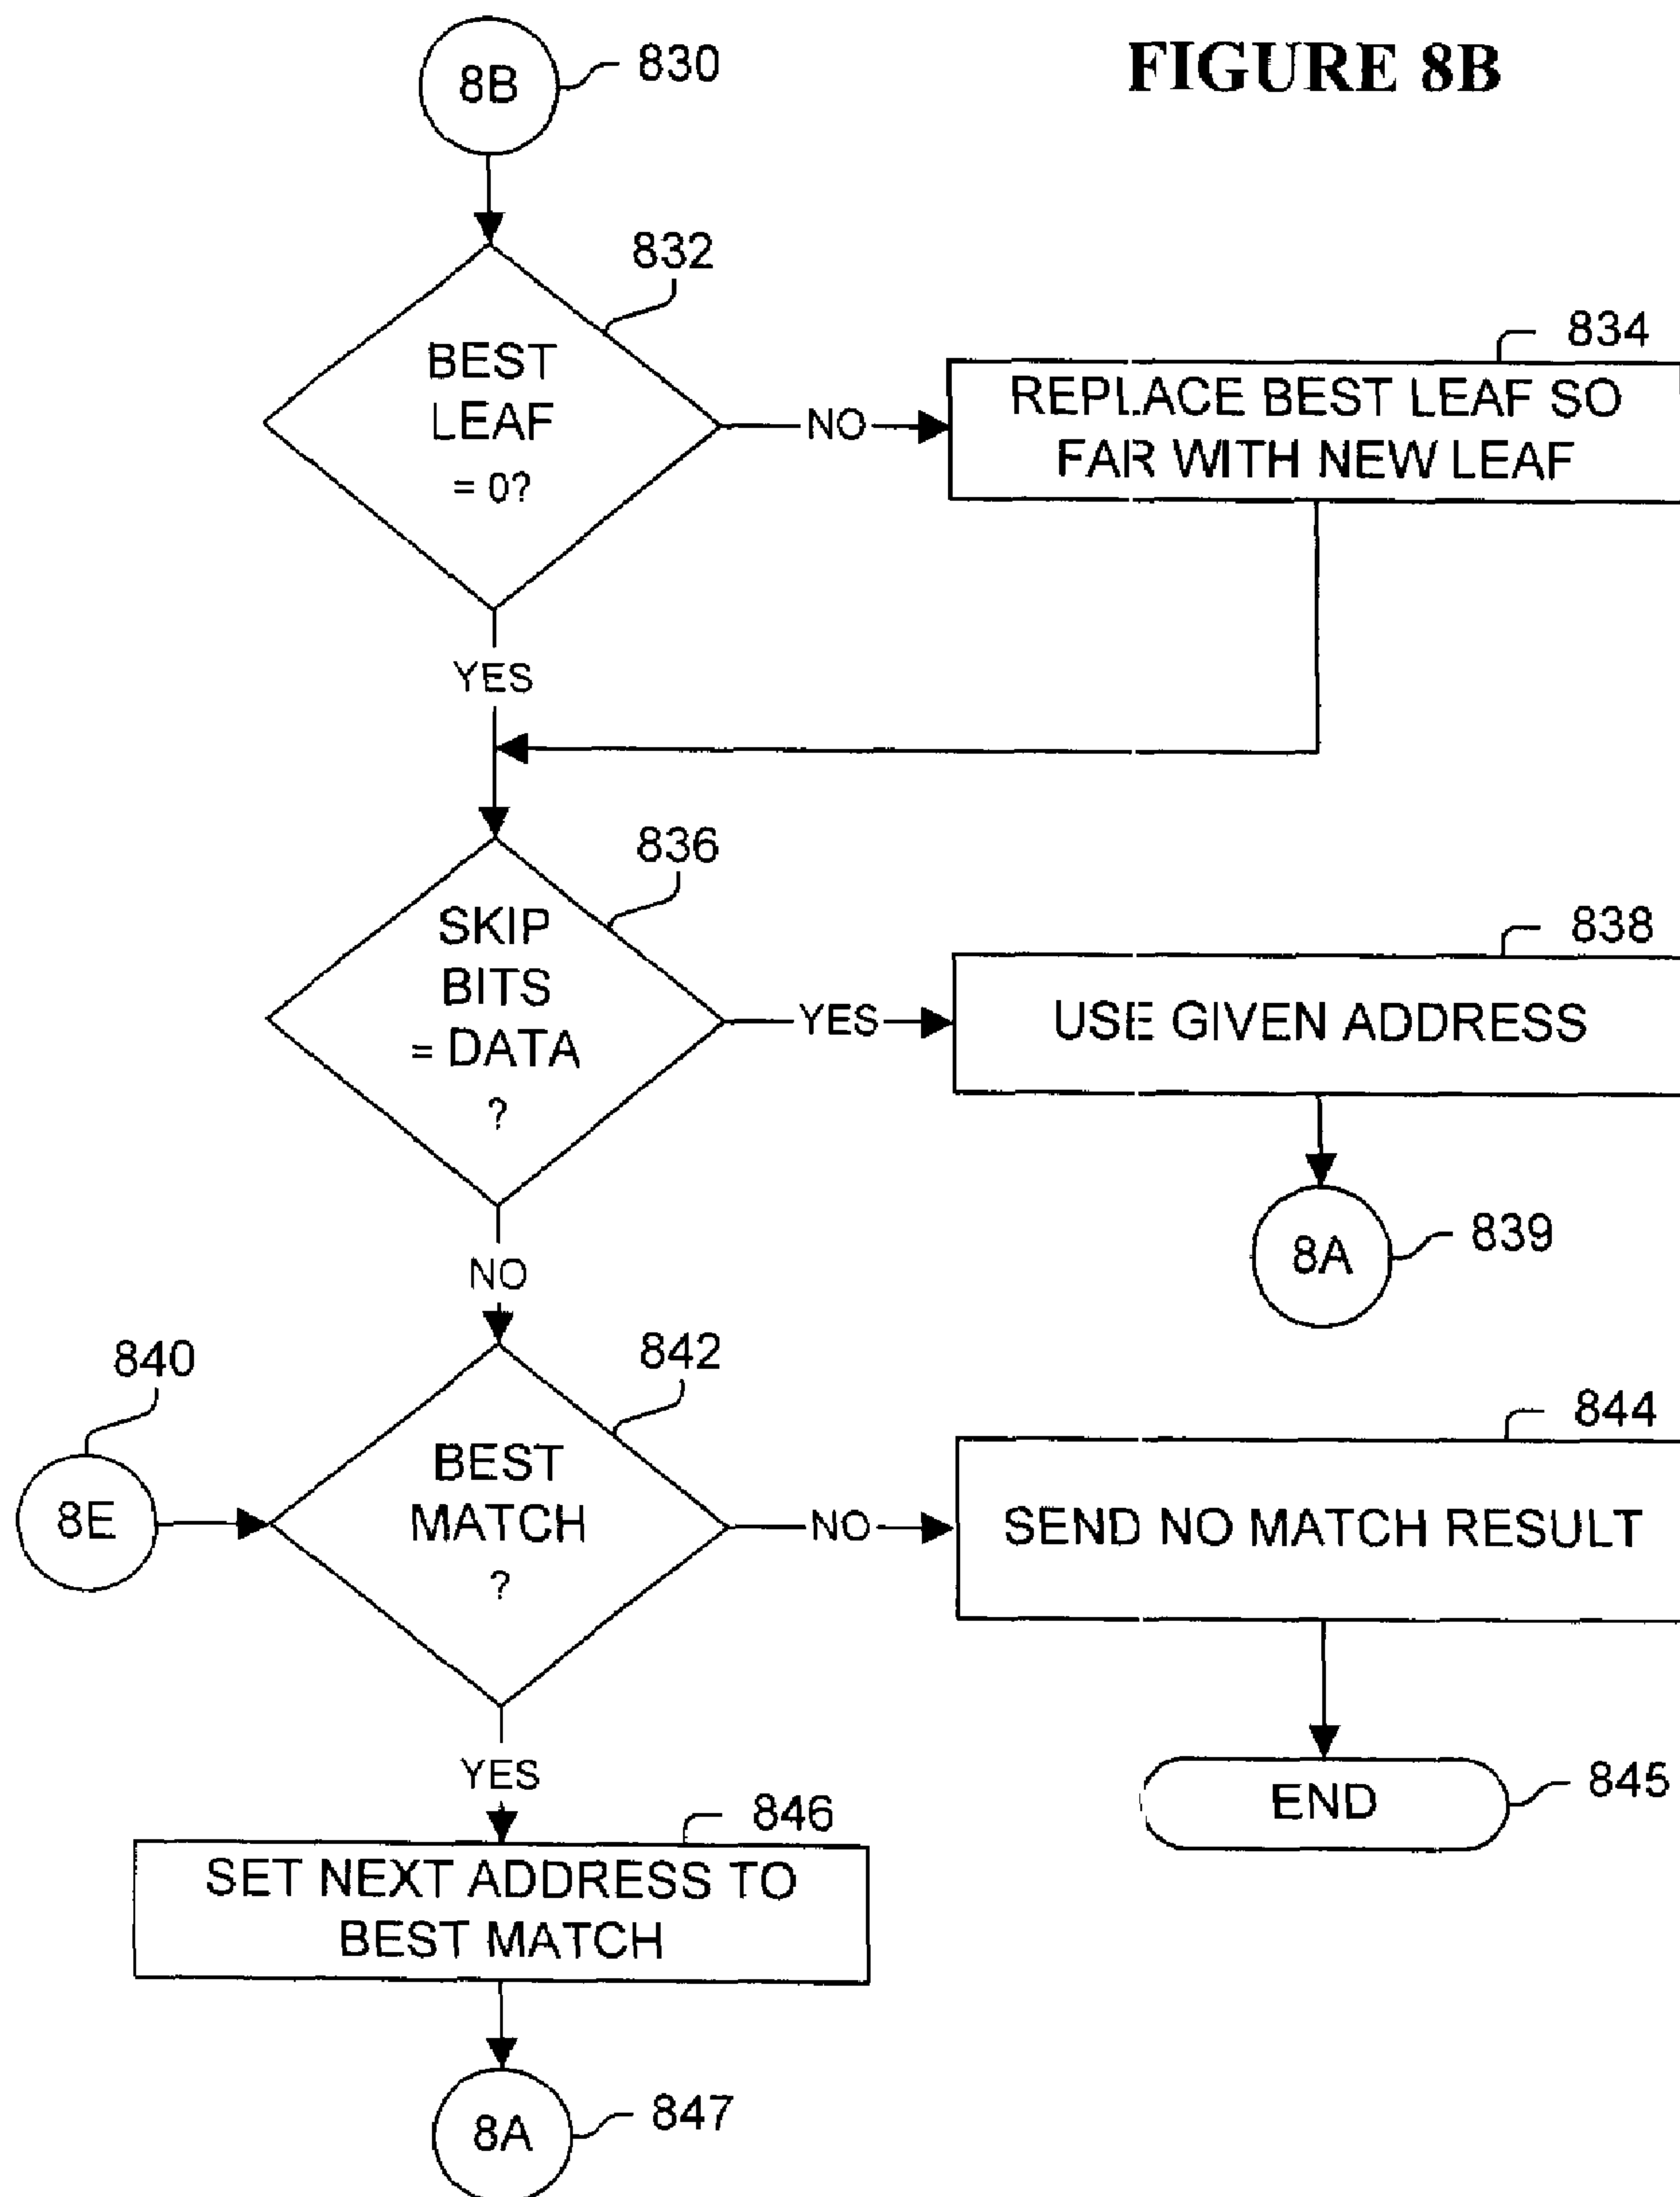 FIGURE 8B
8B
830
832
BEST
LEAF
= 0?
NO
834
REPLACE BEST LEAF SO
FAR WITH NEW LEAF
YES
836
SKIP
BITS
= DATA
?
YES
838
USE GIVEN ADDRESS
8A
839
NO
840
8E
842
BEST
MATCH
?
NO
844
SEND NO MATCH RESULT
END
845
YES
846
SET NEXT ADDRESS TO
BEST MATCH
8A
847